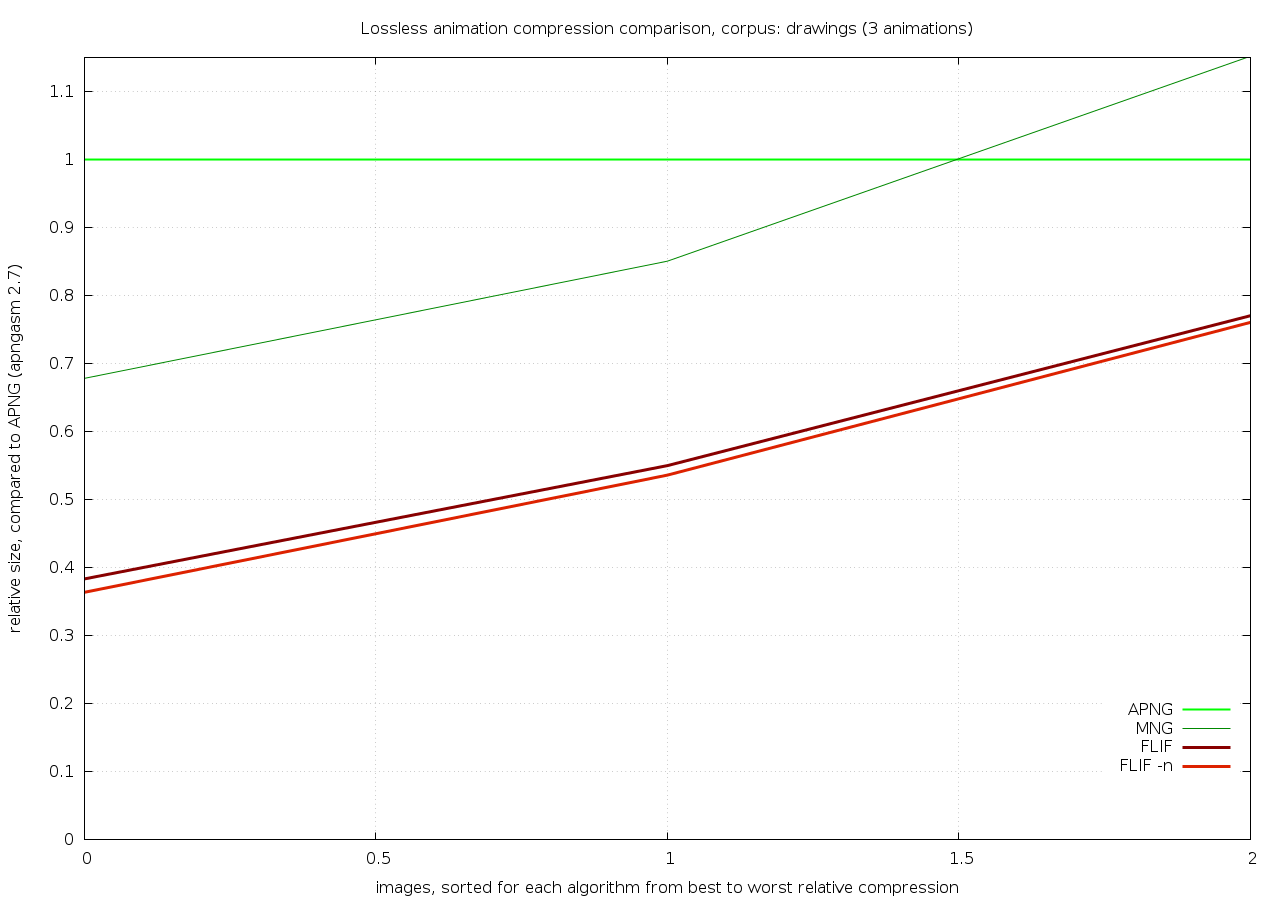 Lossless animation compression comparison, corpus: drawings (3 animations)
relative size, compared to APNG (apngasm 2.7)
1.1
1
0.9
0.8
0.7
0.6
0.5
0.4
0.3
0.2
0.1
0
APNG
MNG
FLIF
FLIF -n
0 0.5 1 1.5 2
images, sorted for each algorithm from best to worst relative compression